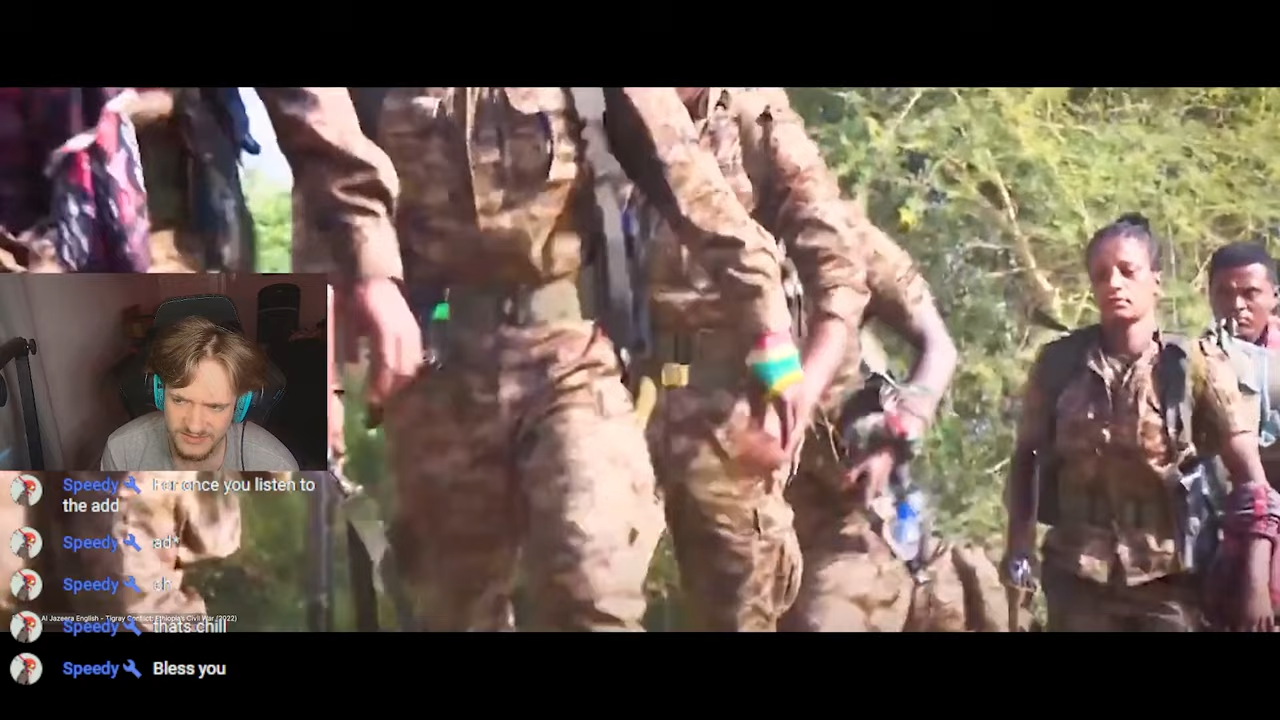 Speedy For once you listen to
the add
Speedy ad*
Speedy
Al Jazeera English - Tigray Conflict: Ethiopia's Civil War (2022)
Speedy thats chill
Speedy Bless you